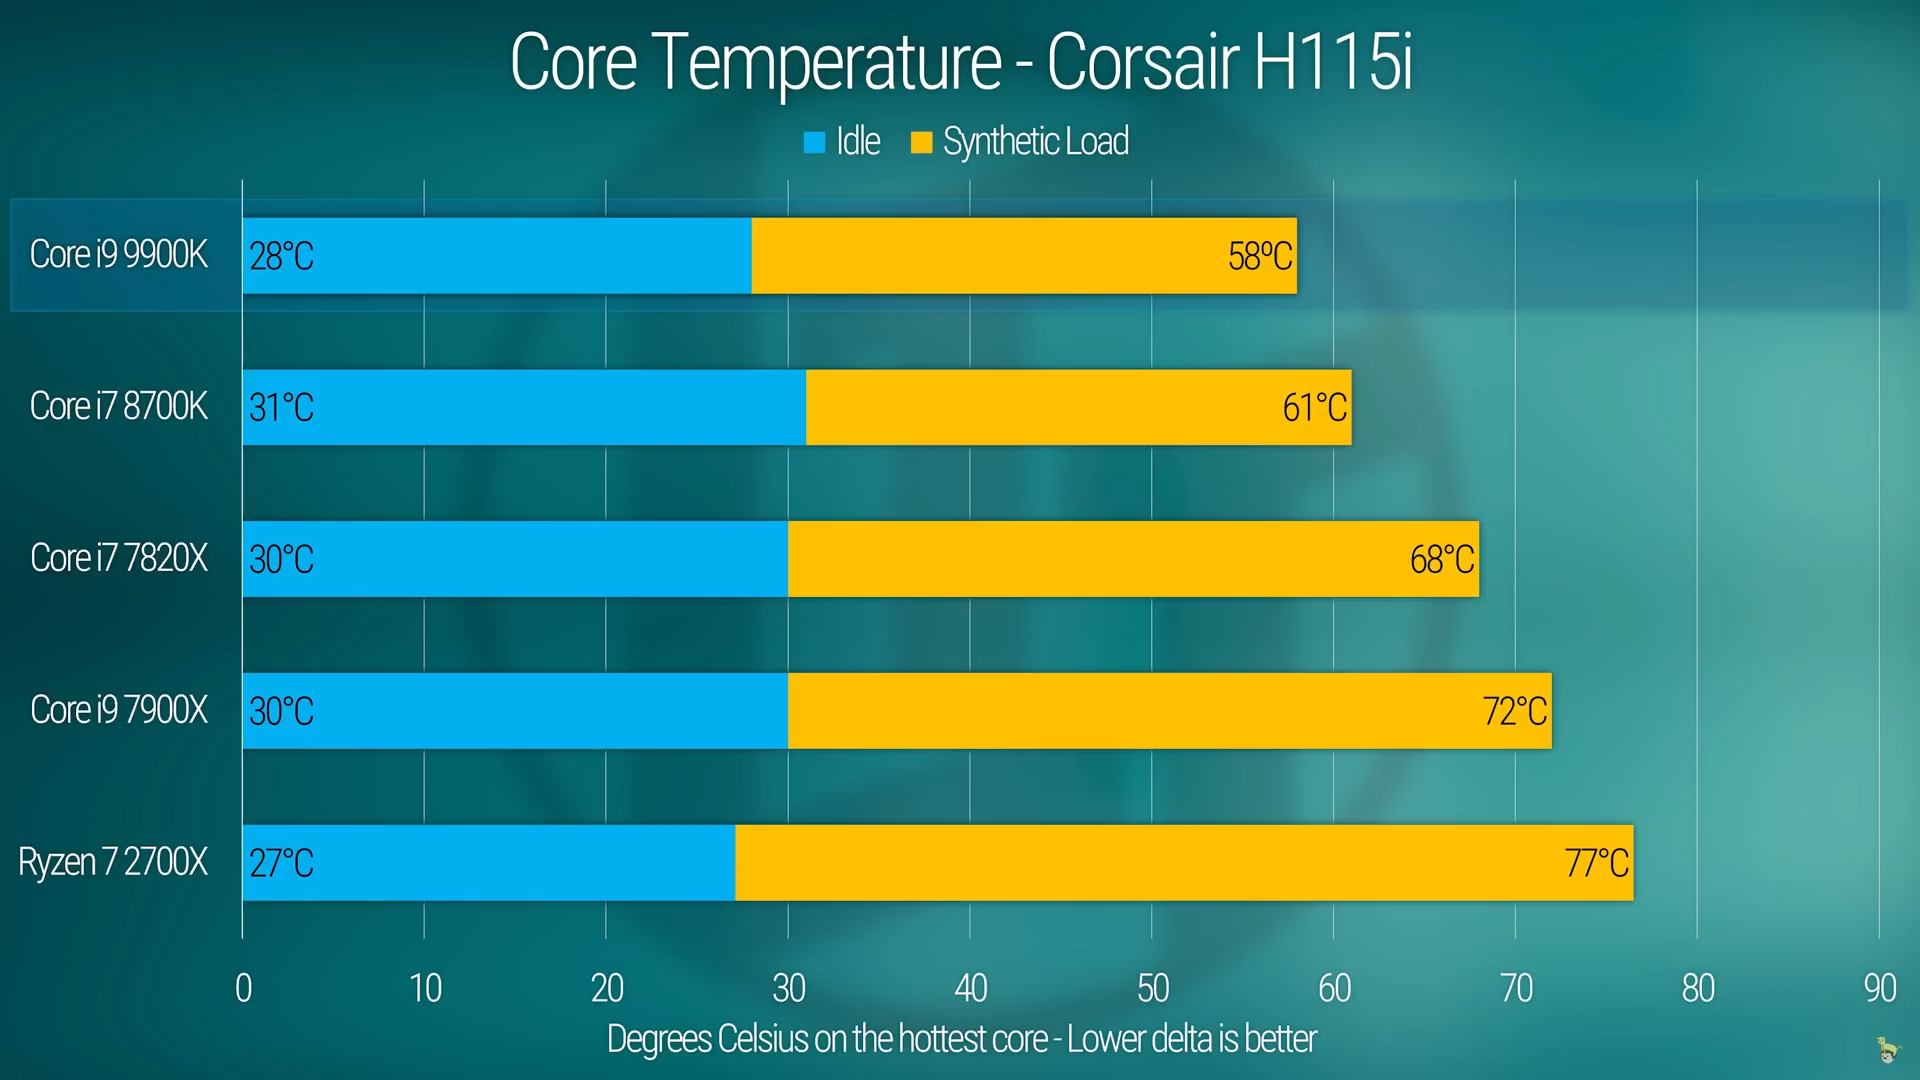 Core Temperature - Corsair H115i
Idle Synthetic Load
Core i9 9900K 28°C 58ºC
Core i7 8700K 31°C 61°C
Core i7 7820X 30°C 68°C
Core i9 7900X 30°C 72°C
Ryzen 7 2700X 27°C 77°C
0 10 20 30 40 50 60 70 80 90
Degrees Celsius on the hottest core - Lower delta is better